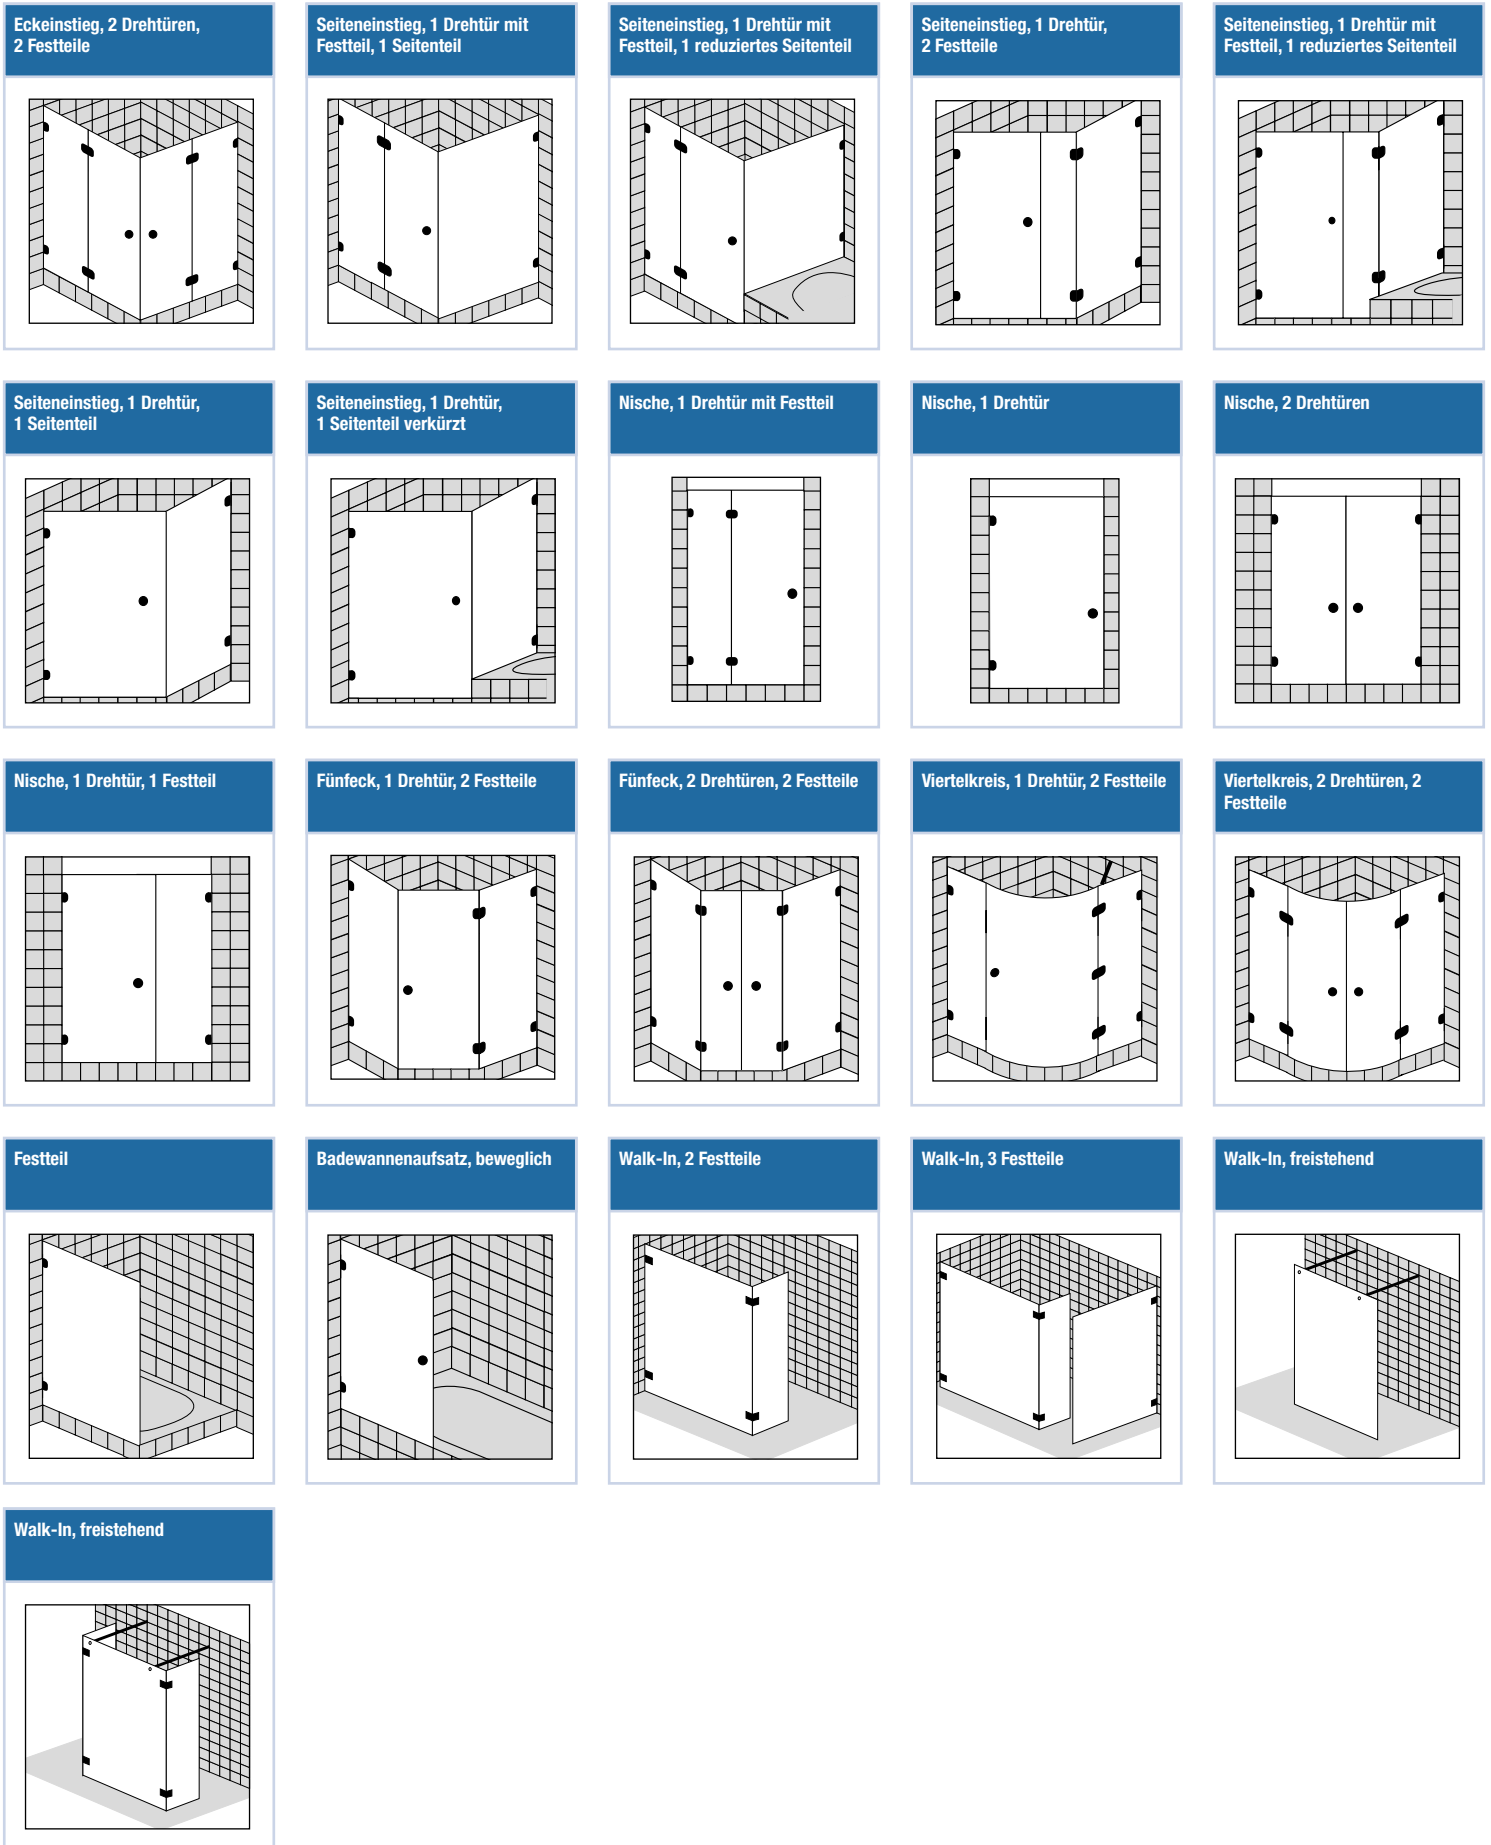 Eckeinstieg, 2 Drehtüren,
2 Festteile
Seiteneinstieg, 1 Drehtür mit
Festteil, 1 Seitenteil
Seiteneinstieg, 1 Drehtür mit
Festteil, 1 reduziertes Seitenteil
Seiteneinstieg, 1 Drehtür,
2 Festteile
Seiteneinstieg, 1 Drehtür mit
Festteil, 1 reduziertes Seitenteil
Seiteneinstieg, 1 Drehtür,
1 Seitenteil
Seiteneinstieg, 1 Drehtür,
1 Seitenteil verkürzt
Nische, 1 Drehtür mit Festteil
Nische, 1 Drehtür
Nische, 2 Drehtüren
Nische, 1 Drehtür, 1 Festteil
Fünfeck, 1 Drehtür, 2 Festteile
Fünfeck, 2 Drehtüren, 2 Festteile
Viertelkreis, 1 Drehtür, 2 Festteile
Viertelkreis, 2 Drehtüren, 2
Festteile
Festteil
Badewannenaufsatz, beweglich
Walk-In, 2 Festteile
Walk-In, 3 Festteile
Walk-In, freistehend
Walk-In, freistehend